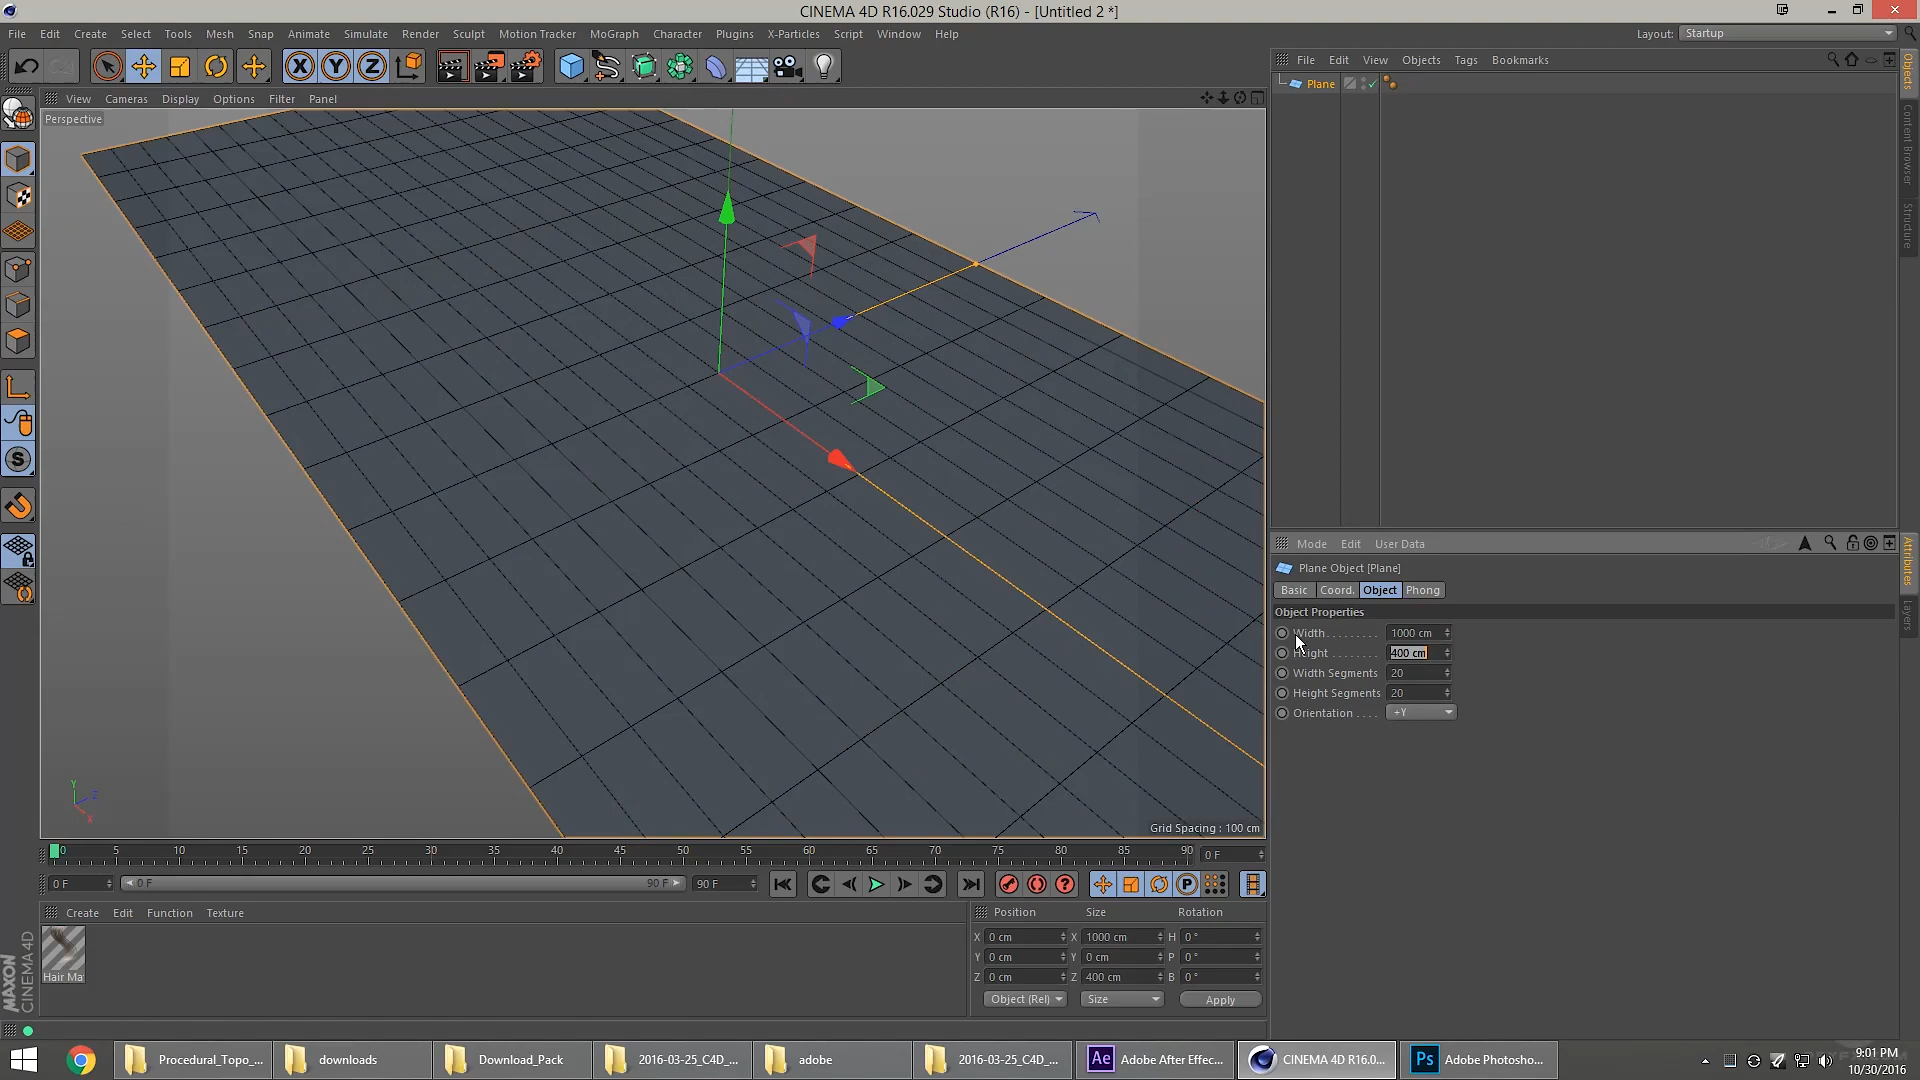 CINEMA 4D R16.029 Studio (R16) - [Untitled 2 *]
File Edit Create Select Tools Mesh Snap Animate Simulate Render Sculpt Motion Tracker MoGraph Character Plugins X-Particles Script Window Help
Layout: Startup
X Y Z
File Edit View Objects Tags Bookmarks
Plane
Objects
Content Browser
Structure
View Cameras Display Options Filter Panel
Perspective
Y
Z
X
Grid Spacing : 100 cm
Mode Edit User Data
Attributes
Layers
Plane Object [Plane]
Basic Coord. Object Phong
Object Properties
Width 1000 cm
Height 400 cm
Width Segments 20
Height Segments 20
Orientation +Y
0 5 10 15 20 25 30 35 40 45 50 55 60 65 70 75 80 85 90 0 F
0 F 0 F 90 F 90 F
Create Edit Function Texture
Hair Ma
MAXON
CINEMA 4D
Position Size Rotation
X 0 cm X 1000 cm H 0 °
Y 0 cm Y 0 cm P 0 °
Z 0 cm Z 400 cm B 0 °
Object (Rel) Size Apply
Procedural_Topo_... downloads Download_Pack 2016-03-25_C4D_... adobe 2016-03-25_C4D_... Ae Adobe After Effec... CINEMA 4D R16.0... Ps Adobe Photosho...
9:01 PM
10/30/2016